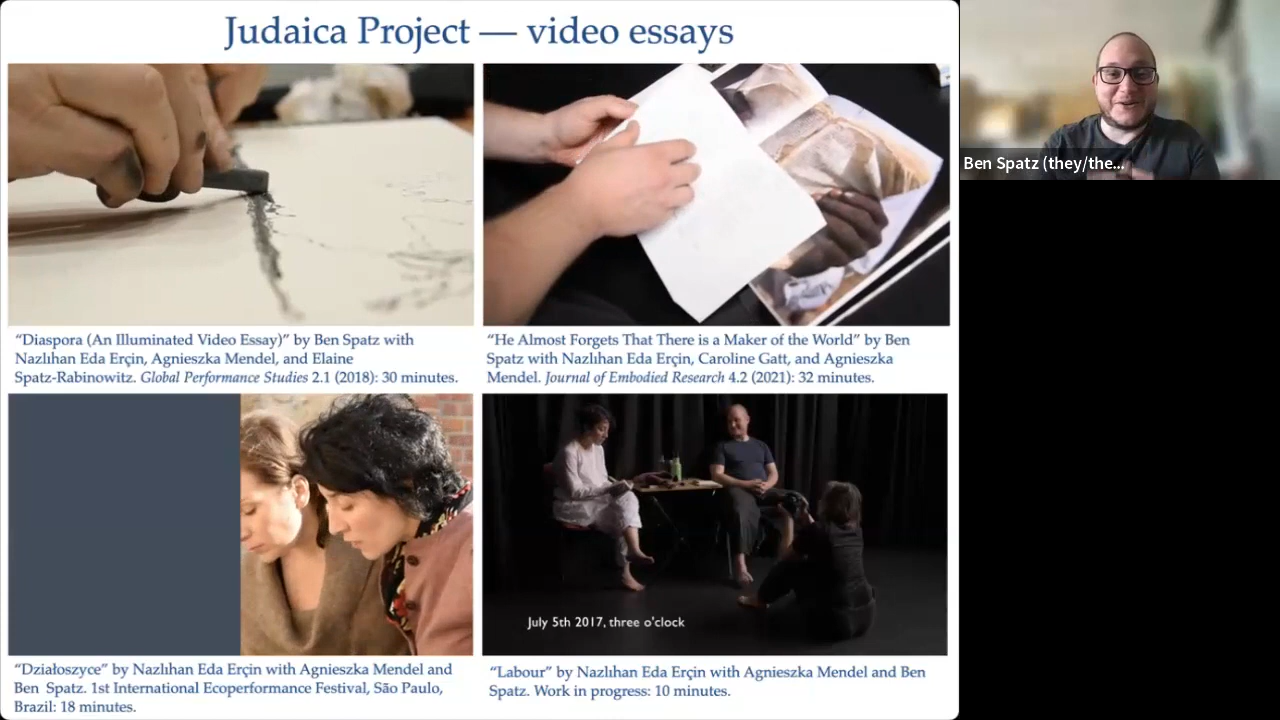 Judaica Project — video essays
Ben Spatz (they/the...
“Diaspora (An Illuminated Video Essay)” by Ben Spatz with
Nazlıhan Eda Erçin, Agnieszka Mendel, and Elaine
Spatz-Rabinowitz. Global Performance Studies 2.1 (2018): 30 minutes.
“He Almost Forgets That There is a Maker of the World” by Ben
Spatz with Nazlıhan Eda Erçin, Caroline Gatt, and Agnieszka
Mendel. Journal of Embodied Research 4.2 (2021): 32 minutes.
July 5th 2017, three o'clock
“Działoszyce” by Nazlıhan Eda Erçin with Agnieszka Mendel and
Ben Spatz. 1st International Ecoperformance Festival, São Paulo,
Brazil: 18 minutes.
“Labour” by Nazlıhan Eda Erçin with Agnieszka Mendel and Ben
Spatz. Work in progress: 10 minutes.